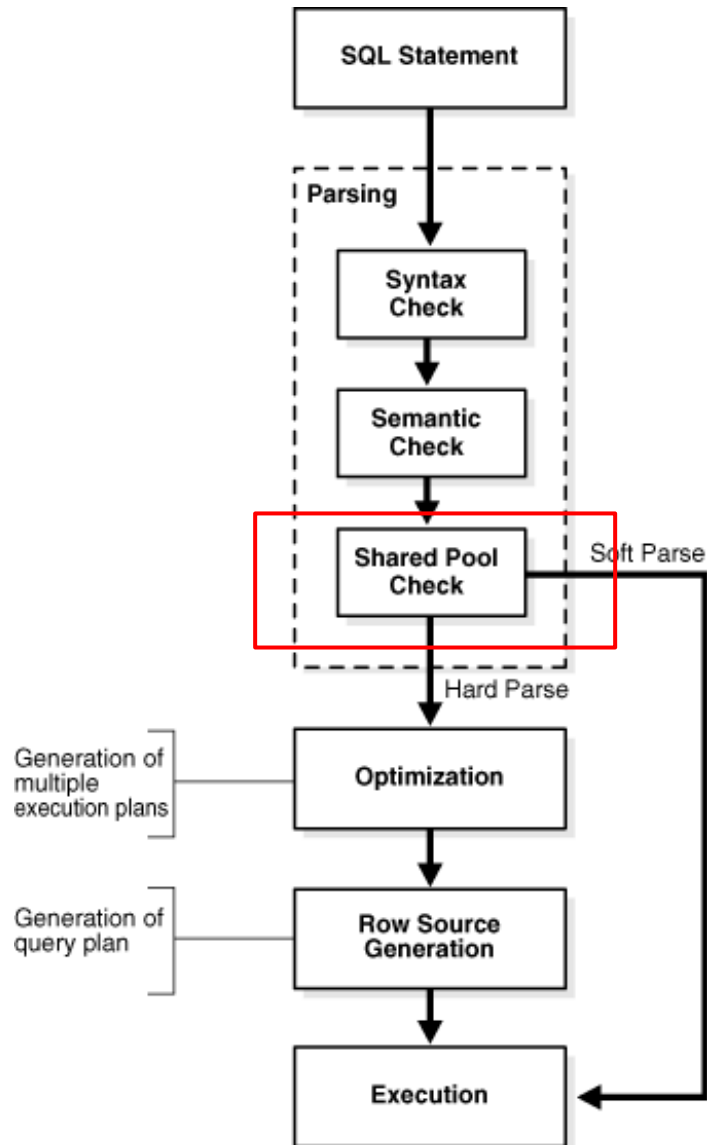 SQL Statement
Parsing
Syntax
Check
Semantic
Check
Shared Pool
Check
Soft Parse
Hard Parse
Generation of
multiple
execution plans
Optimization
Generation of
query plan
Row Source
Generation
Execution